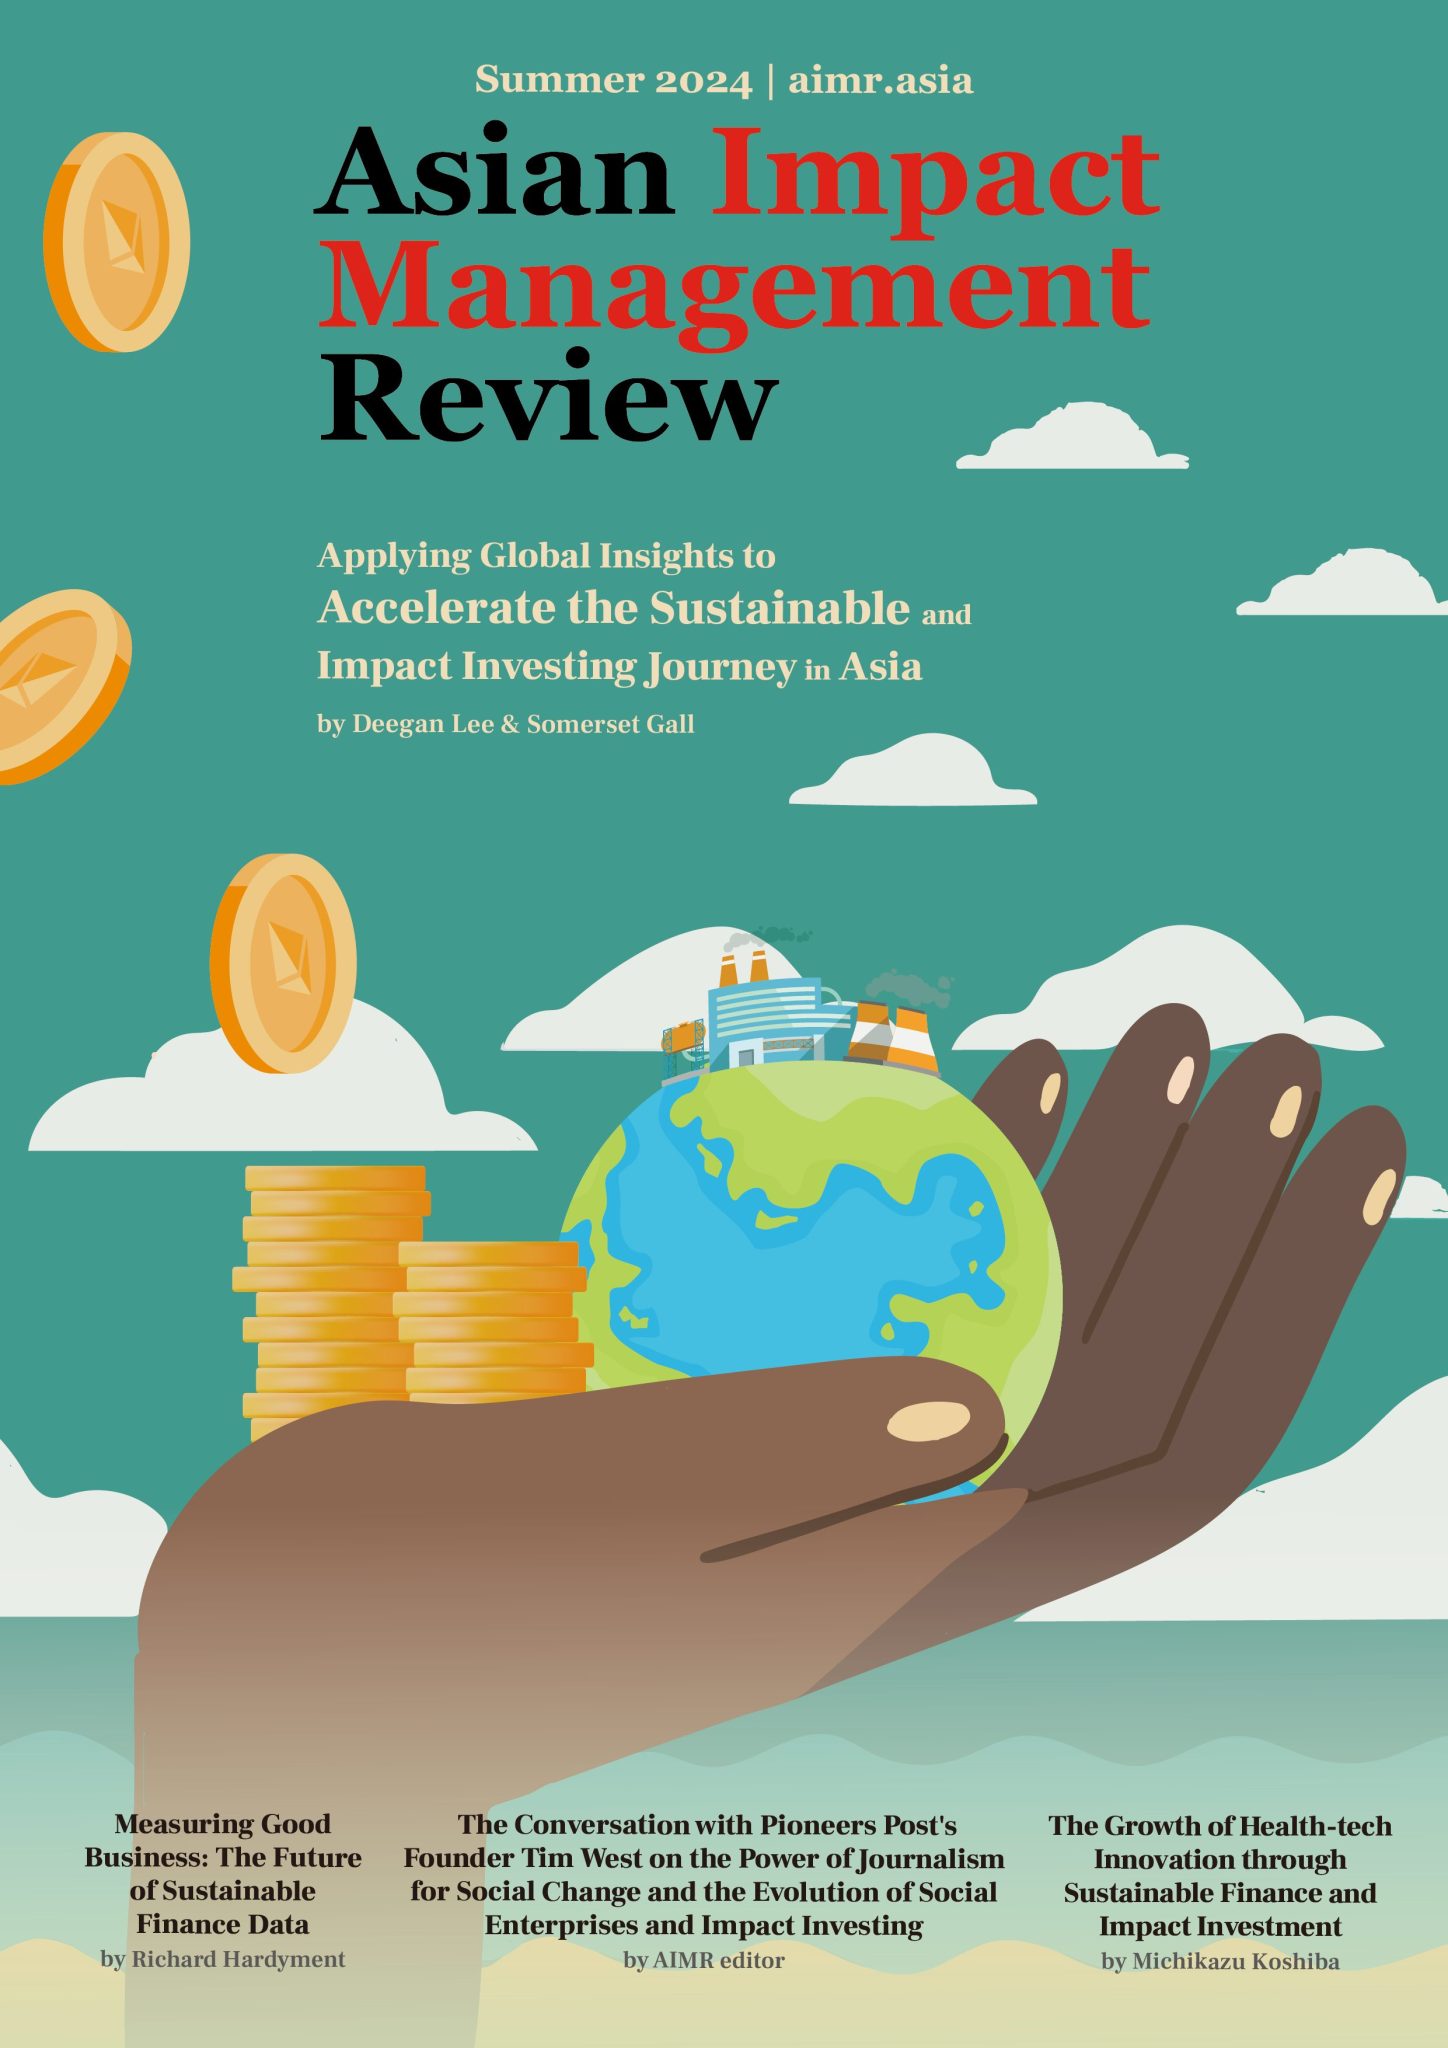 Summer 2024 | aimr.asia
Asian Impact
Management
Review
Applying Global Insights to
Accelerate the Sustainable and
Impact Investing Journey in Asia
by Deegan Lee & Somerset Gall
Measuring Good
Business: The Future
of Sustainable
Finance Data
by Richard Hardyment
The Conversation with Pioneers Post's
Founder Tim West on the Power of Journalism
for Social Change and the Evolution of Social
Enterprises and Impact Investing
by AIMR editor
The Growth of Health-tech
Innovation through
Sustainable Finance and
Impact Investment
by Michikazu Koshiba